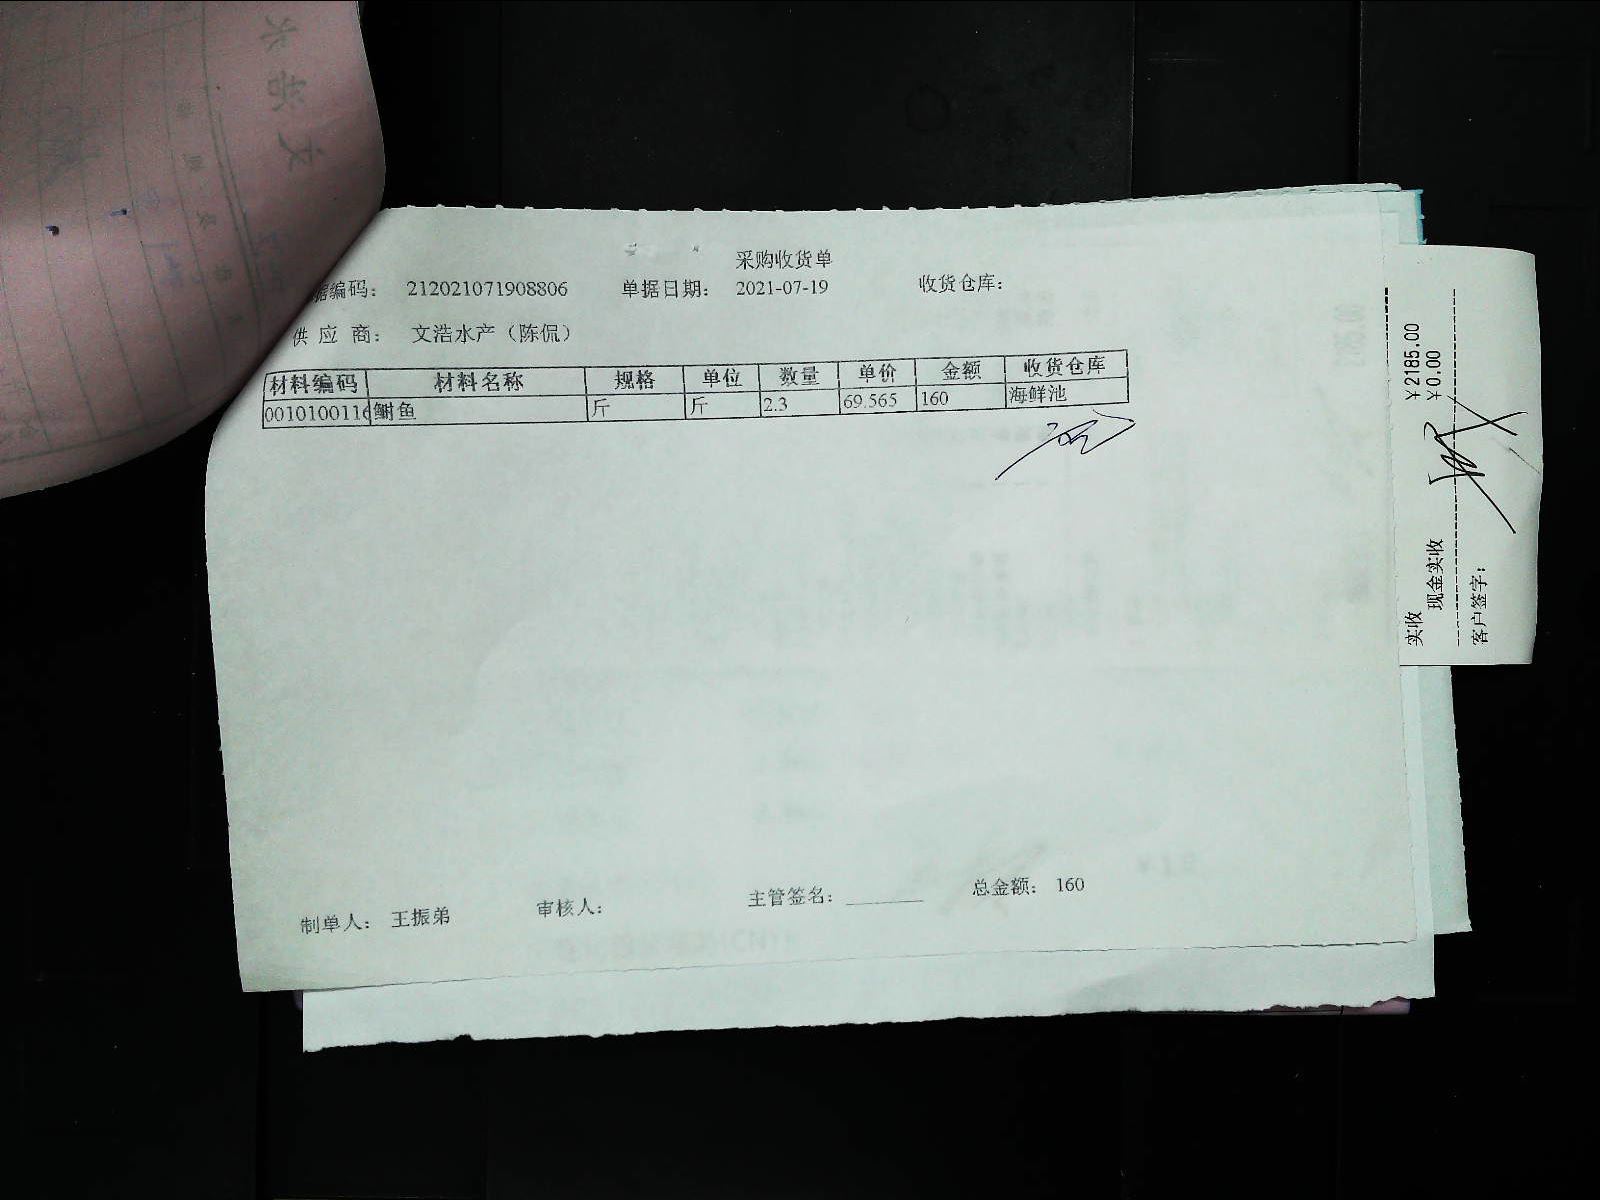 采购收货单
据编码： 212021071908806 单据日期： 2021-07-19 收货仓库：
供 应 商： 文浩水产（陈侃）
材料编码 材料名称 规格 单位 数量 单价 金额 收货仓库
0010100116 鲥鱼 斤 斤 2.3 69.565 160 海鲜池
制单人： 王振弟 审核人： 主管签名： 总金额： 160
实收 ￥2185.00
现金实收 ￥0.00
客户签字：